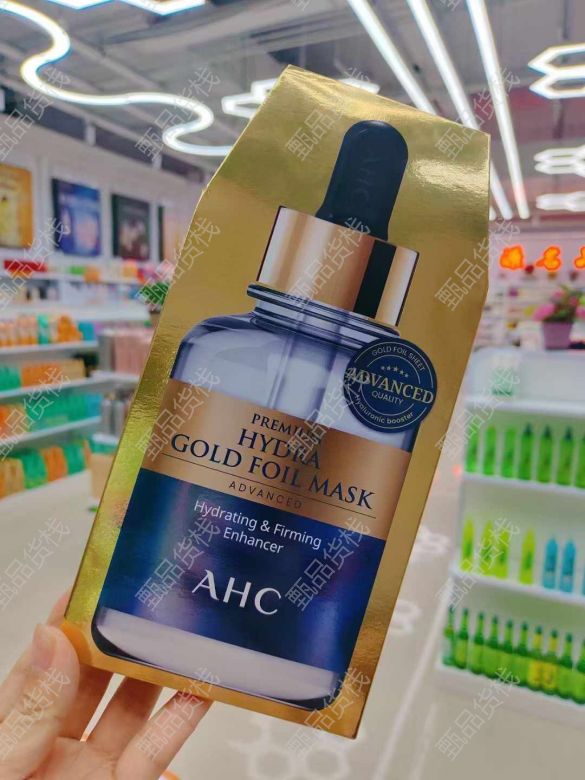 AHC
GOLD FOIL SHEET
ADVANCED
QUALITY
Hyaluronic booster
PREMIUM
HYDRA
GOLD FOIL MASK
ADVANCED
Hydrating & Firming
Enhancer
AHC
甄品货栈